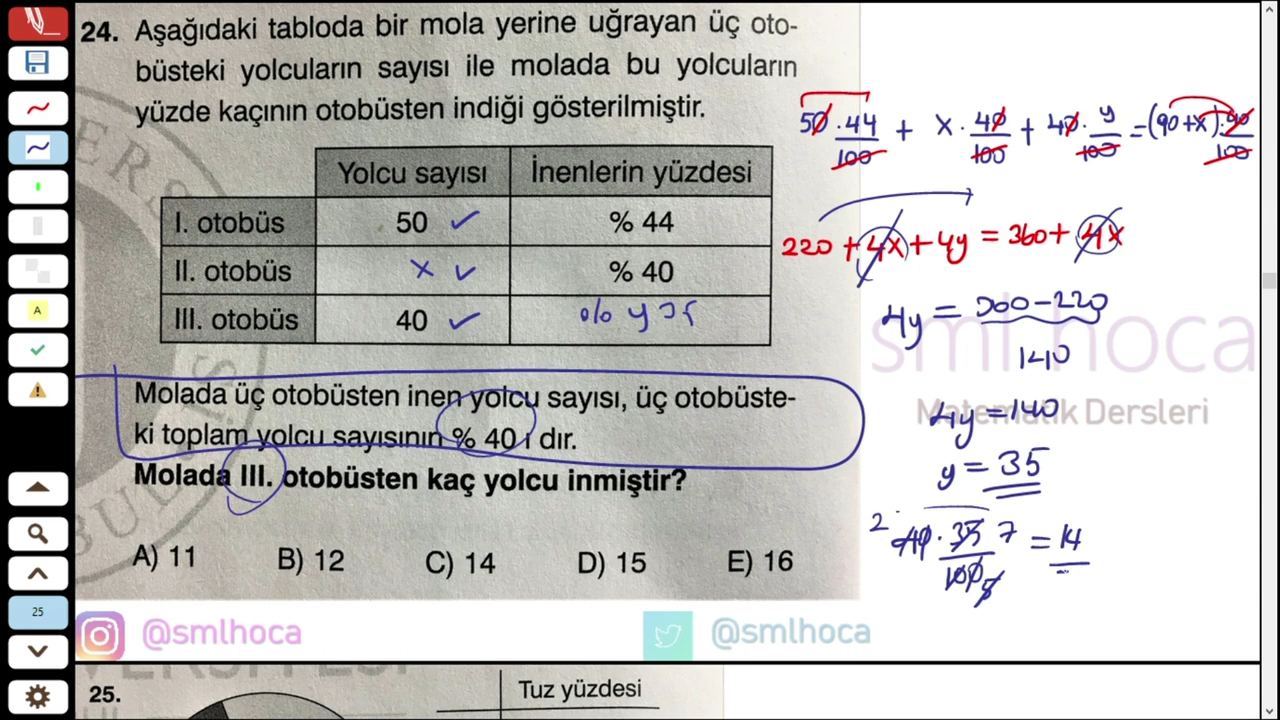 24. Aşağıdaki tabloda bir mola yerine uğrayan üç oto-
büsteki yolcuların sayısı ile molada bu yolcuların
yüzde kaçının otobüsten indiği gösterilmiştir.
Yolcu sayısı İnenlerin yüzdesi
I. otobüs 50 ✓ % 44
II. otobüs x ✓ % 40
III. otobüs 40 ✓ % y
Molada üç otobüsten inen yolcu sayısı, üç otobüste-
ki toplam yolcu sayısının % 40 ı dır.
Molada III. otobüsten kaç yolcu inmiştir?
A) 11 B) 12 C) 14 D) 15 E) 16
50 · 44/100 + x · 40/100 + 40 · y/100 = (90+x) · 40/100
220 + 4x + 4y = 360 + 4x
4y = 360 - 220
140
4y = 140
y = 35
2 40 · 35 7 = 14
100 5
smlhoca
Matematik Dersleri
@smlhoca
@smlhoca
25.
Tuz yüzdesi
A
25